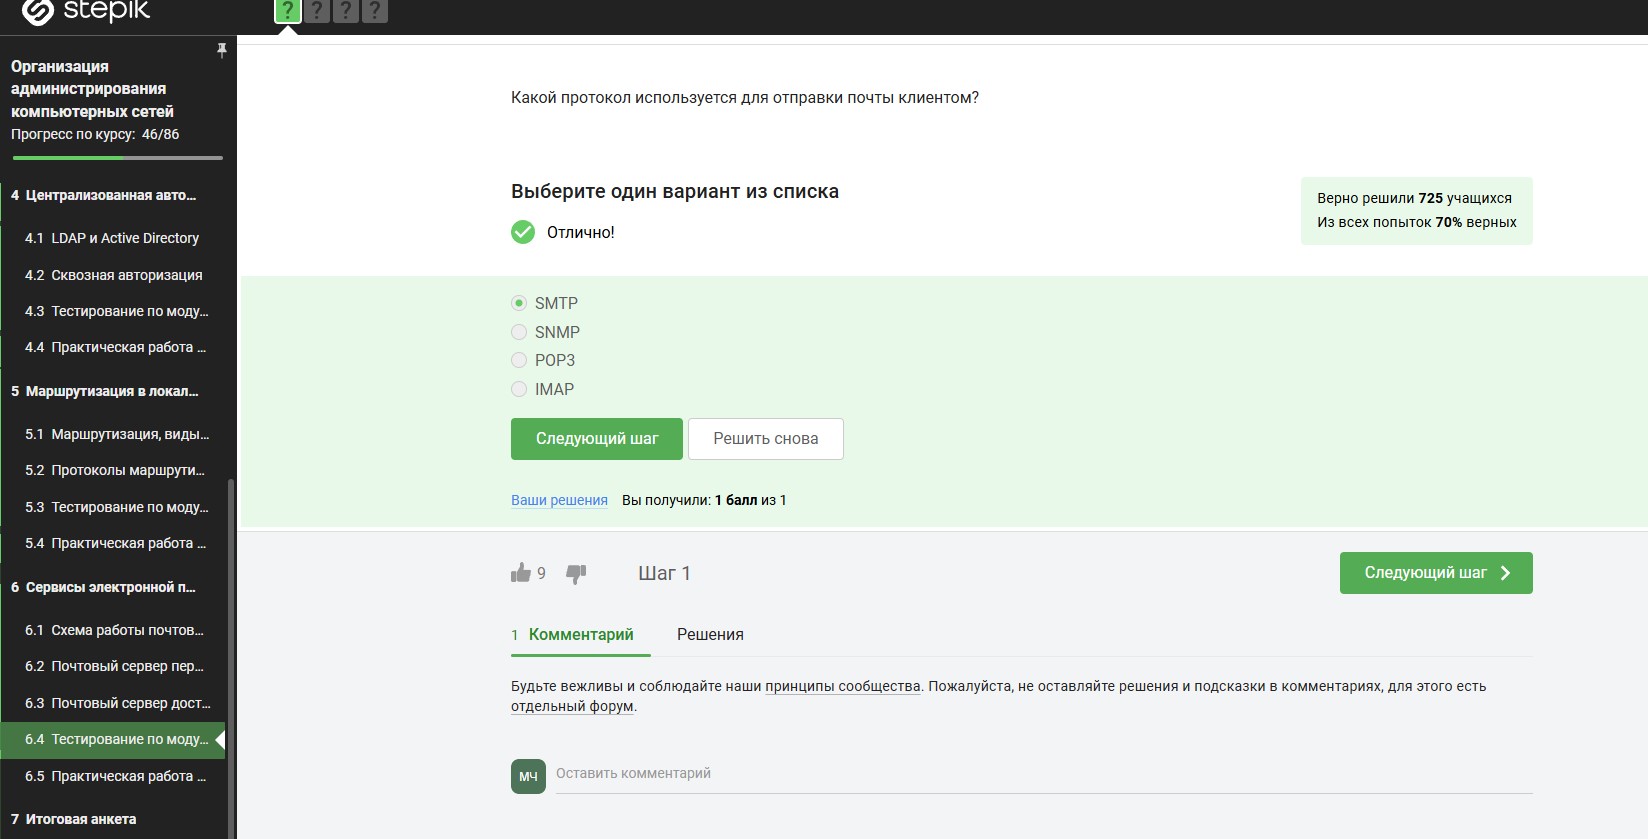 stepik
? ? ? ?
Организация
администрирования
компьютерных сетей
Прогресс по курсу: 46/86
4 Централизованная авто...
4.1 LDAP и Active Directory
4.2 Сквозная авторизация
4.3 Тестирование по моду...
4.4 Практическая работа ...
5 Маршрутизация в локал...
5.1 Маршрутизация, виды...
5.2 Протоколы маршрути...
5.3 Тестирование по моду...
5.4 Практическая работа ...
6 Сервисы электронной п...
6.1 Схема работы почтов...
6.2 Почтовый сервер пер...
6.3 Почтовый сервер дост...
6.4 Тестирование по моду...
6.5 Практическая работа ...
7 Итоговая анкета
Какой протокол используется для отправки почты клиентом?
Выберите один вариант из списка
Отлично!
Верно решили 725 учащихся
Из всех попыток 70% верных
SMTP
SNMP
POP3
IMAP
Следующий шаг
Решить снова
Ваши решения Вы получили: 1 балл из 1
9 Шаг 1
Следующий шаг
1 Комментарий Решения
Будьте вежливы и соблюдайте наши принципы сообщества. Пожалуйста, не оставляйте решения и подсказки в комментариях, для этого есть
отдельный форум.
МЧ Оставить комментарий